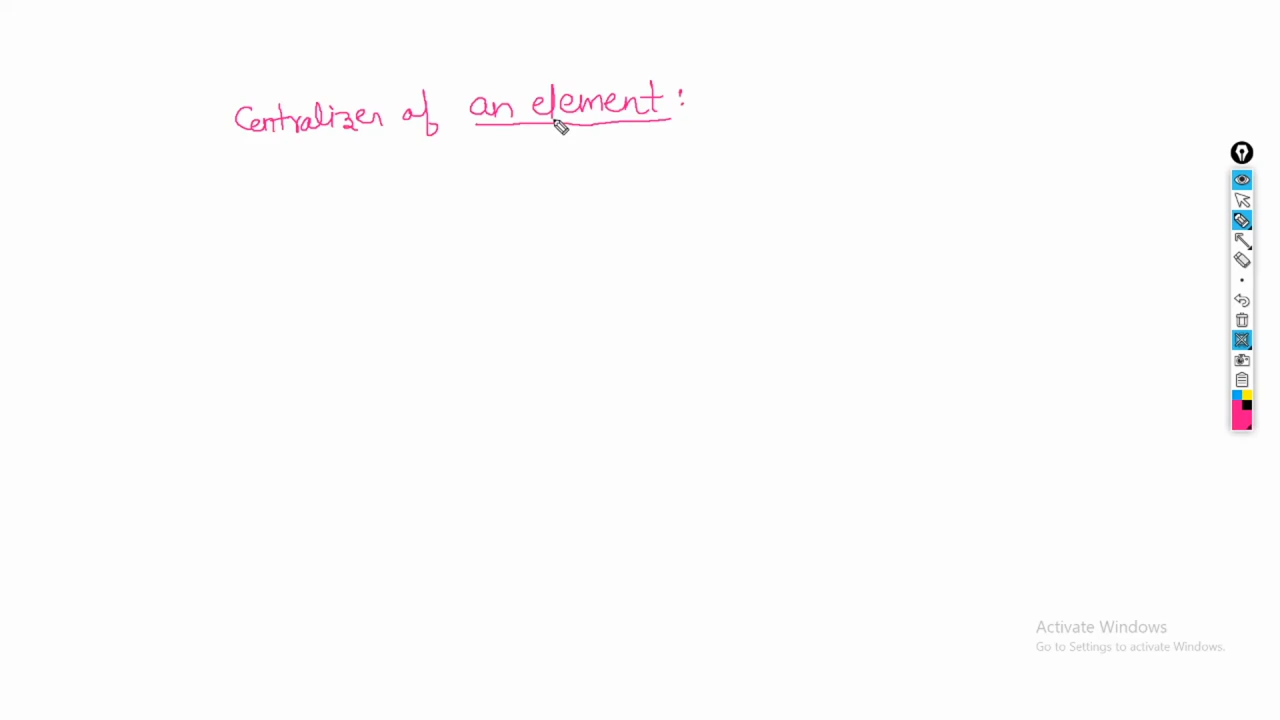 Centralizer of an element:
Activate Windows
Go to Settings to activate Windows.